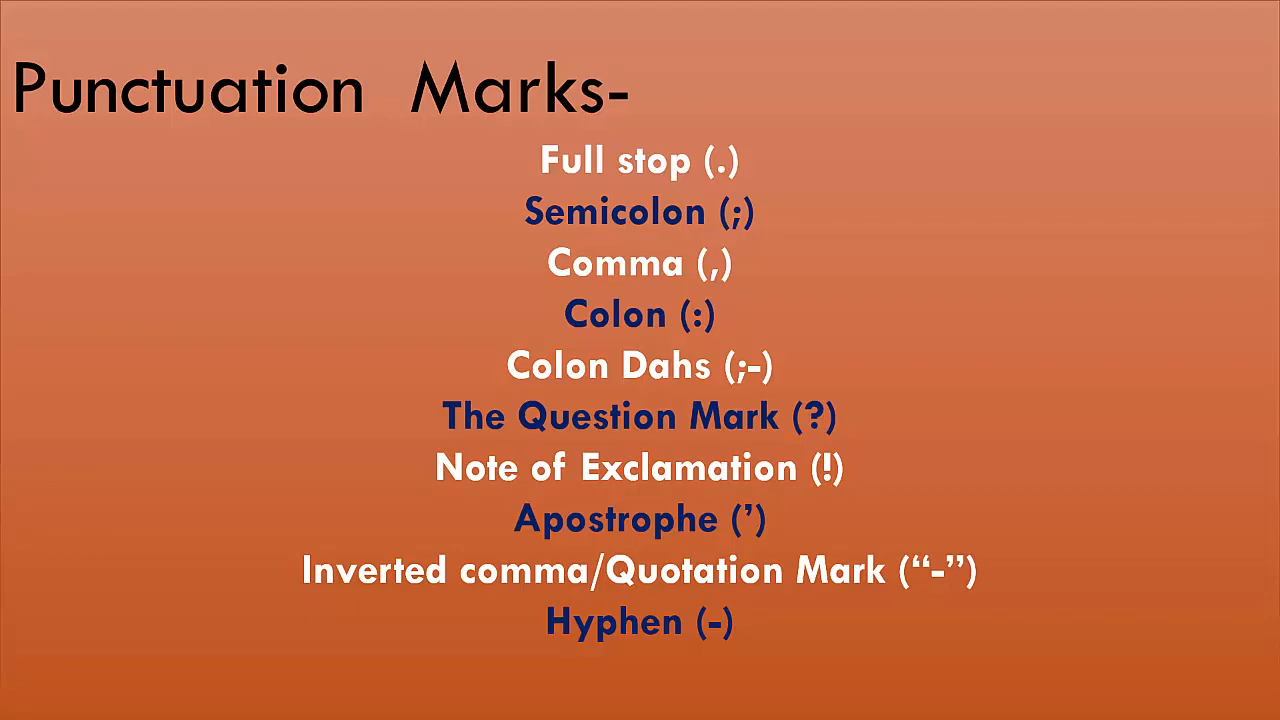 Punctuation Marks-
Full stop (.)
Semicolon (;)
Comma (,)
Colon (:)
Colon Dahs (;-)
The Question Mark (?)
Note of Exclamation (!)
Apostrophe (’)
Inverted comma/Quotation Mark (“-”)
Hyphen (-)